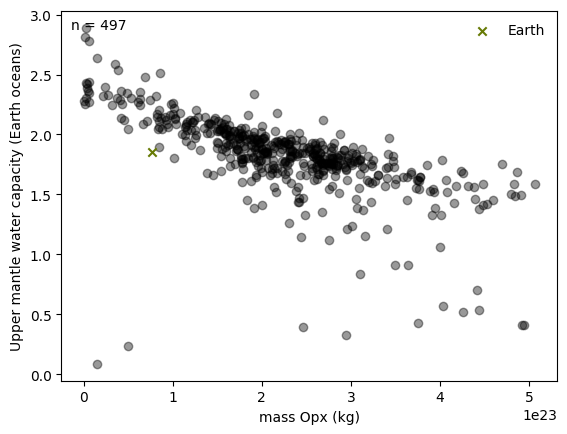 3.0
n = 497
Earth
2.5
2.0
1.5
1.0
0.5
0.0
Upper mantle water capacity (Earth oceans)
0 1 2 3 4 5
1e23
mass Opx (kg)